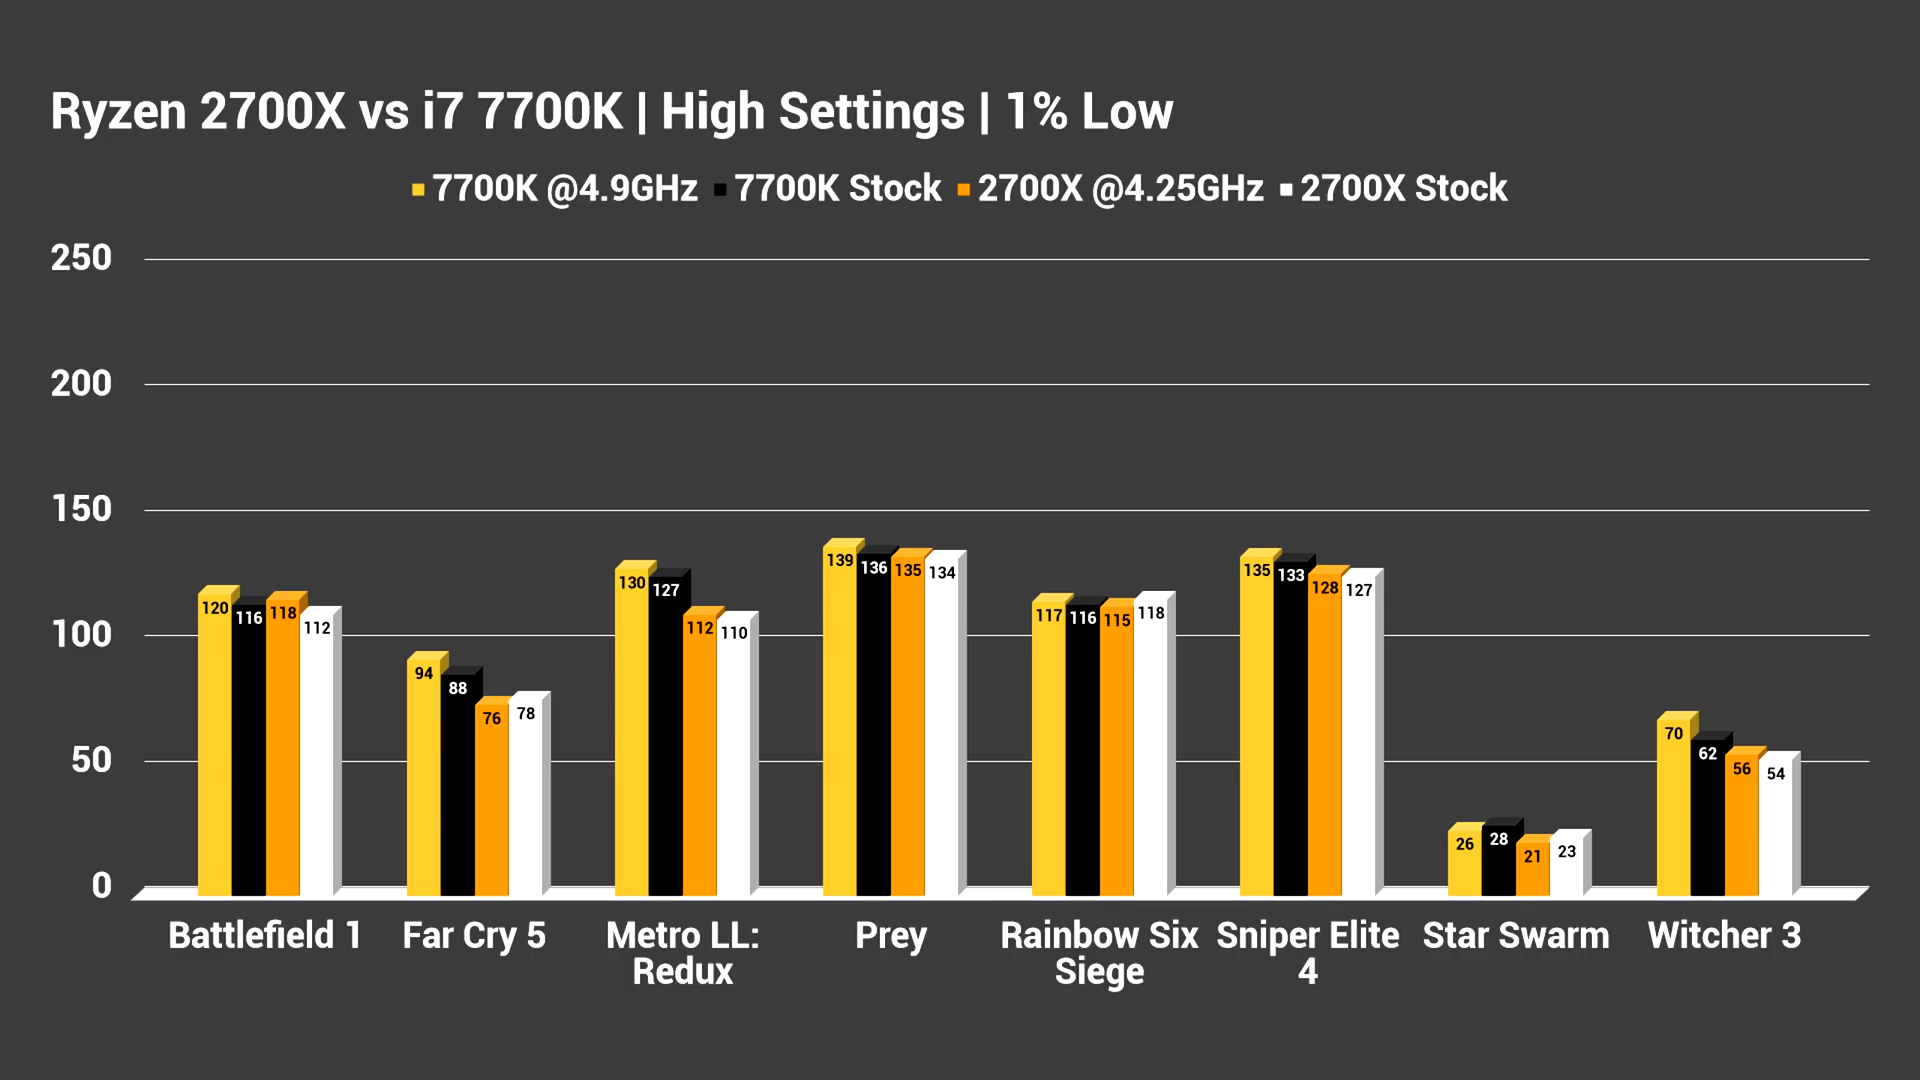 Ryzen 2700X vs i7 7700K | High Settings | 1% Low
7700K @4.9GHz 7700K Stock 2700X @4.25GHz 2700X Stock
250
200
150
100
50
0
120 116 118 112
94 88 76 78
130 127 112 110
139 136 135 134
117 116 115 118
135 133 128 127
26 28 21 23
70 62 56 54
Battlefield 1
Far Cry 5
Metro LL:
Redux
Prey
Rainbow Six
Siege
Sniper Elite
4
Star Swarm
Witcher 3